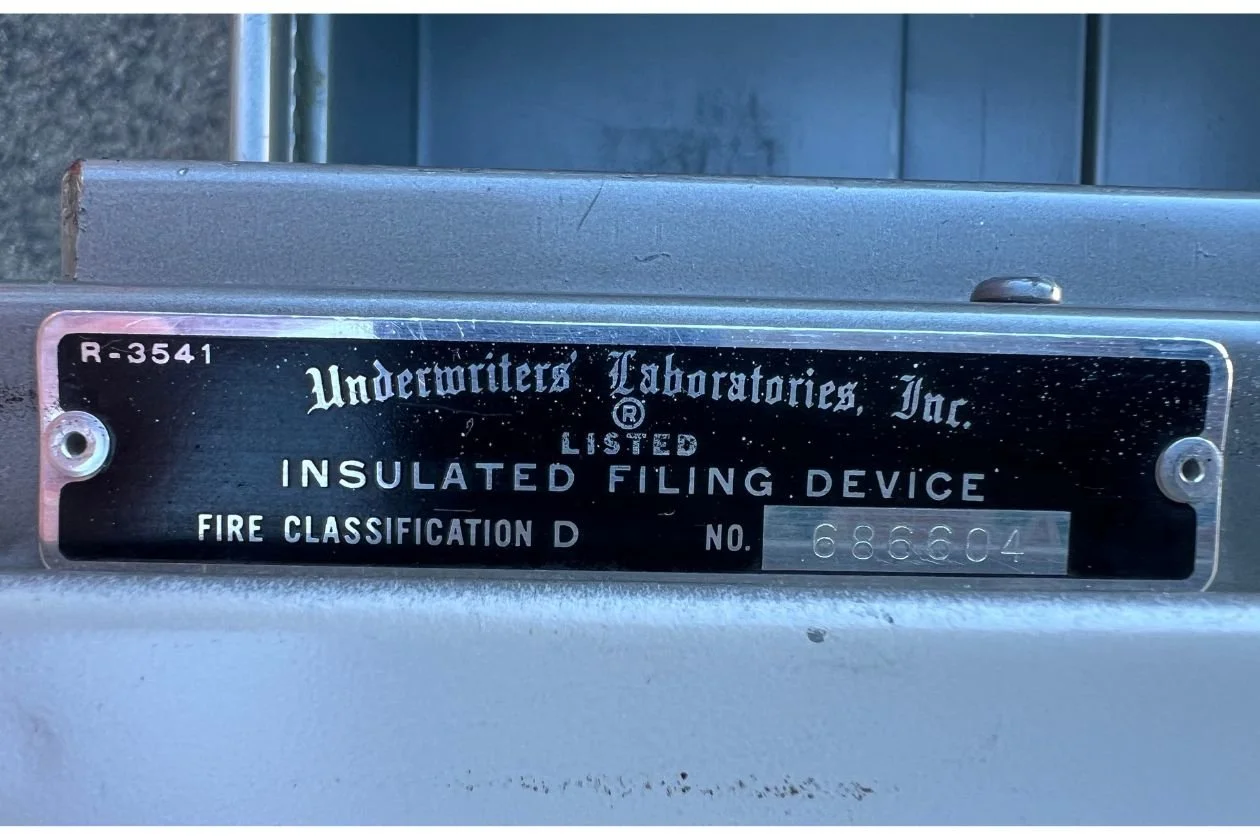 R-3541
Underwriters' Laboratories, Inc.
®
LISTED
INSULATED FILING DEVICE
FIRE CLASSIFICATION D NO. 686604